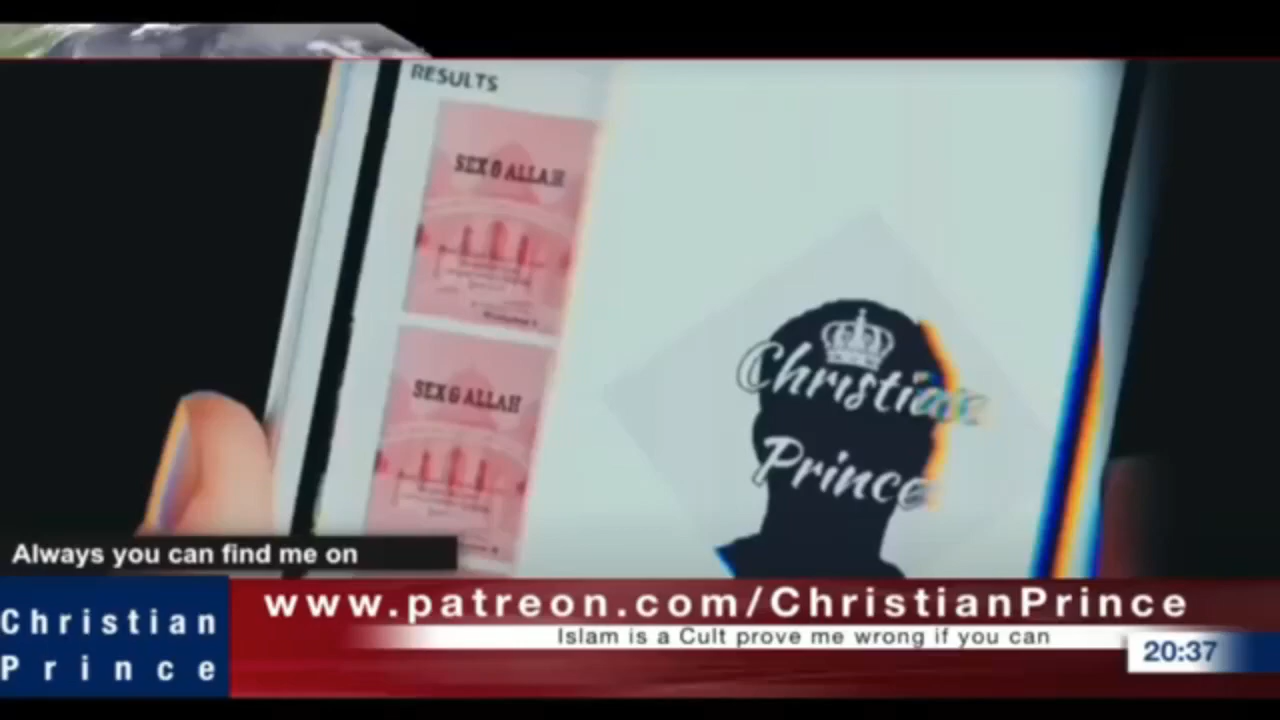 RESULTS
SEX & ALLAH
SEX & ALLAH
Christian
Prince
Always you can find me on
Christian
Prince
www.patreon.com/ChristianPrince
Islam is a Cult prove me wrong if you can
20:37